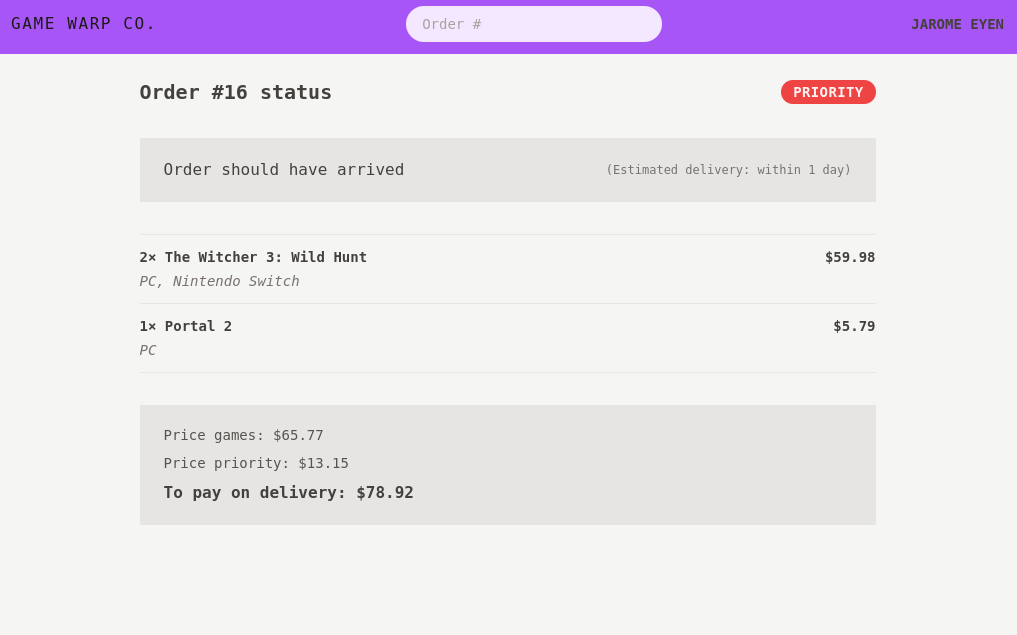 GAME WARP CO.
Order #
JAROME EYEN
Order #16 status
PRIORITY
Order should have arrived
(Estimated delivery: within 1 day)
2× The Witcher 3: Wild Hunt
$59.98
PC, Nintendo Switch
1× Portal 2
$5.79
PC
Price games: $65.77
Price priority: $13.15
To pay on delivery: $78.92